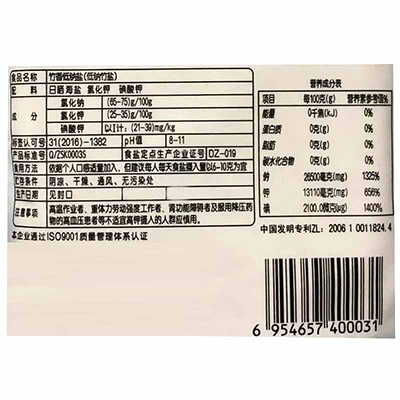 食品名称 竹香低钠盐(低钠竹盐)
配料 日晒海盐 氯化钾 碘酸钾
成分 氯化钠 (65-75)g/100g
氯化钾 (25-35)g/100g
碘酸钾 以I计: (21-39)mg/kg
标签认可号 31(2016)-1382 pH值 8-11
产品标准号 Q/ZSK0003S 食盐定点生产企业证号 DZ-019
食用方法 依据个人口感适量加入,但建议每人每天食盐摄入量以6-10克为宜
贮存条件 阴凉、干燥、通风、无污染处
生产日期 见封口
注意事项 高温作业者、重体力劳动强度工作者、肾功能障碍者及服用降压药
物的高血压患者等不适宜高钾摄入的人群应慎用。
本企业通过ISO9001质量管理体系认证
营养成分表
项目 每100克(g) 营养素参考值%
能量 0千焦(kJ) 0%
蛋白质 0克(g) 0%
脂肪 0克(g) 0%
碳水化合物 0克(g) 0%
钠 26500毫克(mg) 1325%
钾 13110毫克(mg) 656%
碘 2100.0微克(μg) 1400%
中国发明专利ZL: 2006 1 0011824.4
6 954657 400031